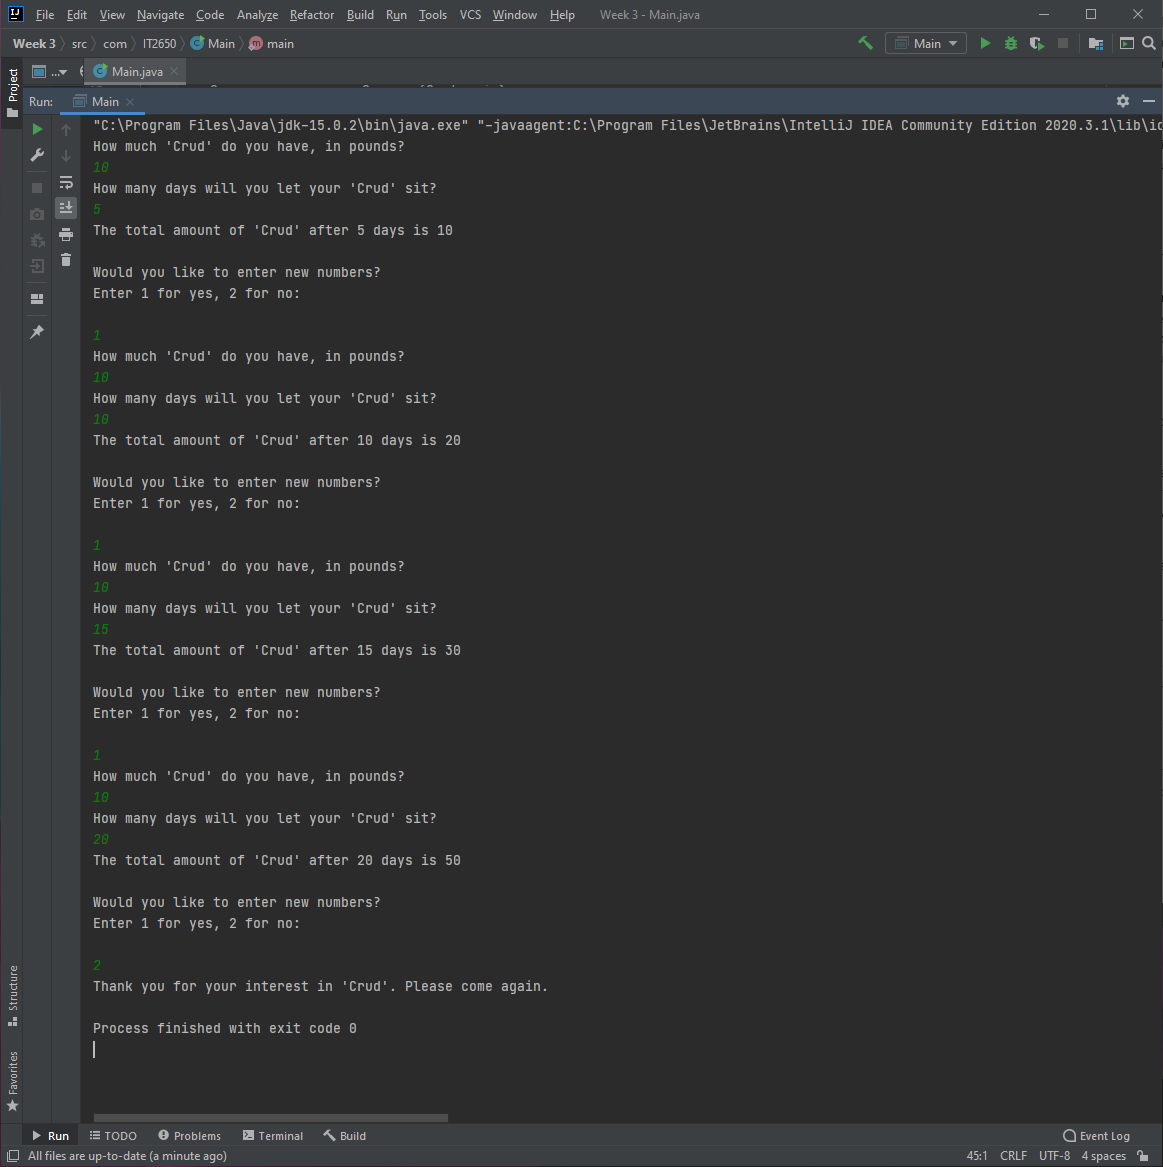 File Edit View Navigate Code Analyze Refactor Build Run Tools VCS Window Help Week 3 - Main.java
Week 3 src com IT2650 Main main Main
Project ... Main.java
Run: Main
"C:\Program Files\Java\jdk-15.0.2\bin\java.exe" "-javaagent:C:\Program Files\JetBrains\IntelliJ IDEA Community Edition 2020.3.1\lib\id
How much 'Crud' do you have, in pounds?
10
How many days will you let your 'Crud' sit?
5
The total amount of 'Crud' after 5 days is 10
Would you like to enter new numbers?
Enter 1 for yes, 2 for no:
1
How much 'Crud' do you have, in pounds?
10
How many days will you let your 'Crud' sit?
10
The total amount of 'Crud' after 10 days is 20
Would you like to enter new numbers?
Enter 1 for yes, 2 for no:
1
How much 'Crud' do you have, in pounds?
10
How many days will you let your 'Crud' sit?
15
The total amount of 'Crud' after 15 days is 30
Would you like to enter new numbers?
Enter 1 for yes, 2 for no:
1
How much 'Crud' do you have, in pounds?
10
How many days will you let your 'Crud' sit?
20
The total amount of 'Crud' after 20 days is 50
Would you like to enter new numbers?
Enter 1 for yes, 2 for no:
2
Thank you for your interest in 'Crud'. Please come again.
Process finished with exit code 0
Structure
Favorites
Run TODO Problems Terminal Build Event Log
All files are up-to-date (a minute ago) 45:1 CRLF UTF-8 4 spaces